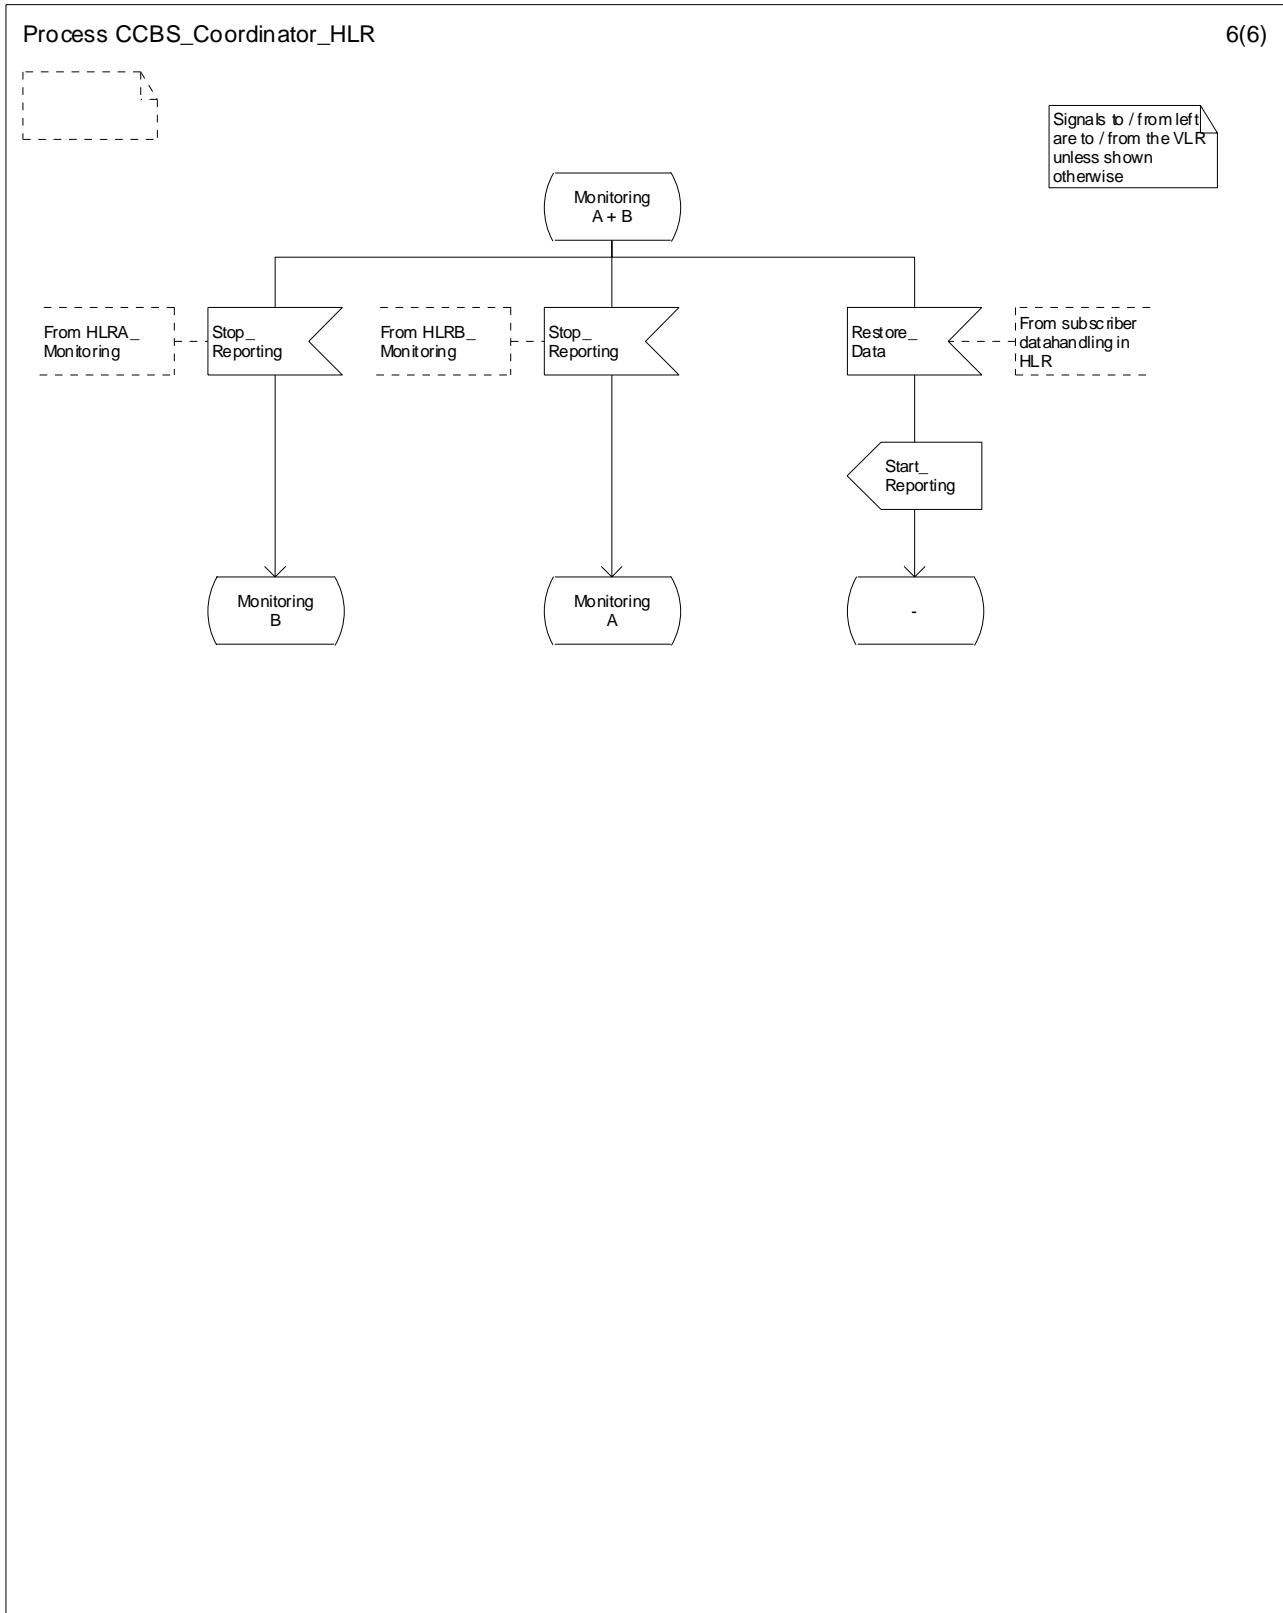 Process CCBS_Coordinator_HLR
6(6)
Signals to / from left
are to / from the VLR
unless shown
otherwise
Monitoring
A + B
From HLRA_
Monitoring
Stop_
Reporting
From HLRB_
Monitoring
Stop_
Reporting
Restore_
Data
From subscriber
datahandling in
HLR
Start_
Reporting
Monitoring
B
Monitoring
A
-